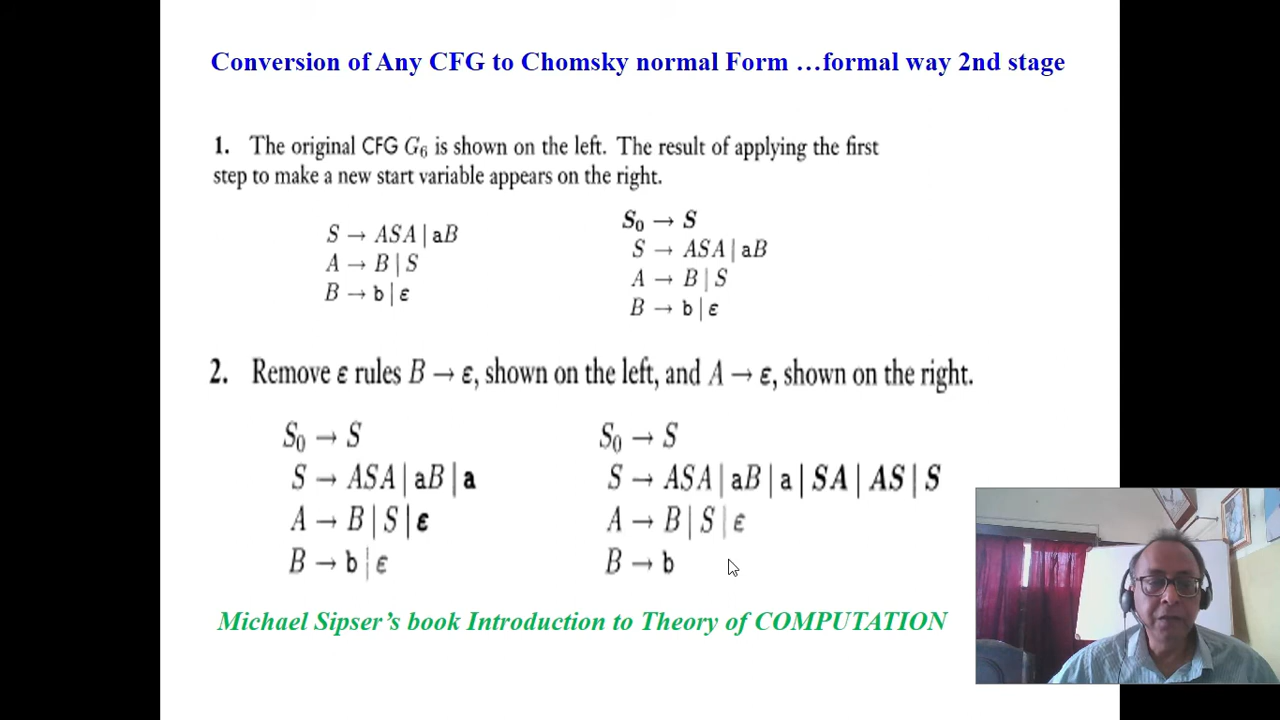 Conversion of Any CFG to Chomsky normal Form …formal way 2nd stage
1. The original CFG G₆ is shown on the left. The result of applying the first
step to make a new start variable appears on the right.
S → ASA | aB
A → B | S
B → b | ε
S₀ → S
S → ASA | aB
A → B | S
B → b | ε
2. Remove ε rules B → ε, shown on the left, and A → ε, shown on the right.
S₀ → S
S → ASA | aB | a
A → B | S | ε
B → b | ε
S₀ → S
S → ASA | aB | a | SA | AS | S
A → B | S | ε
B → b
Michael Sipser's book Introduction to Theory of COMPUTATION